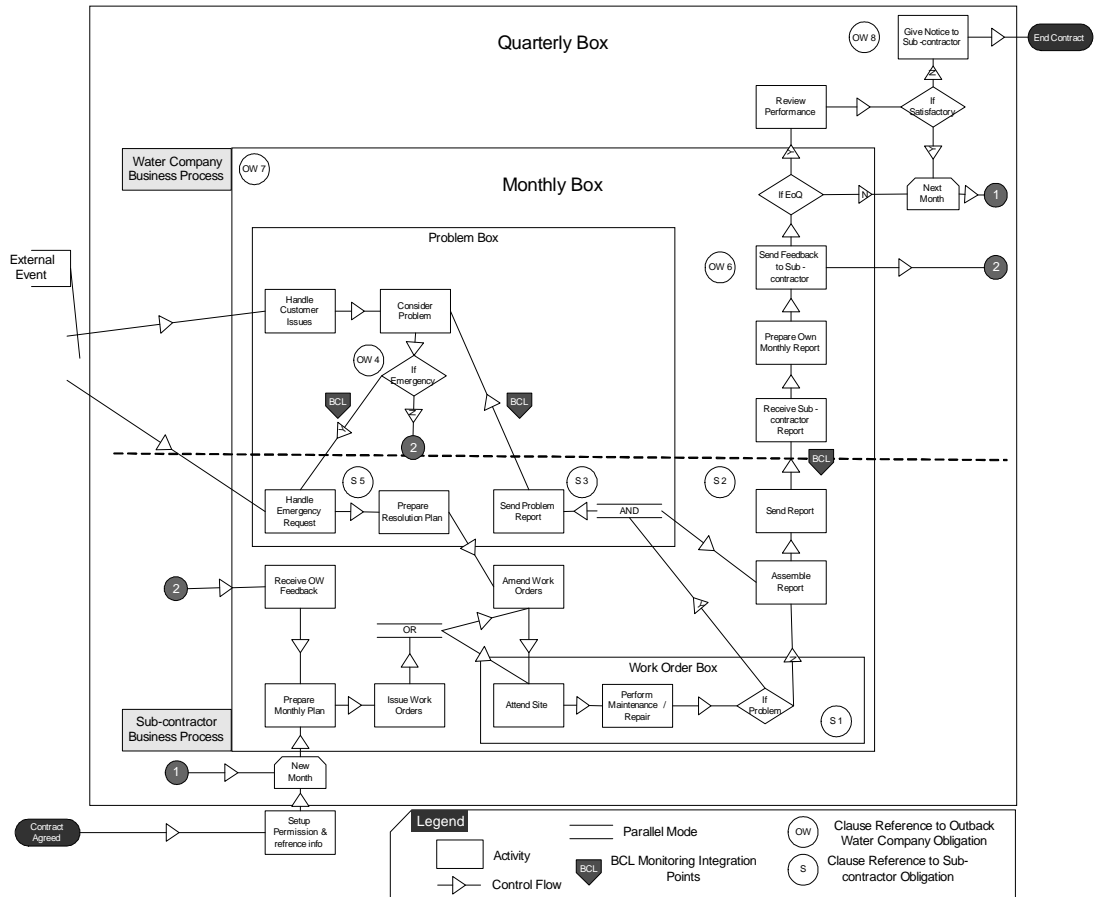 Quarterly Box
OW 8
Give Notice to
Sub -contractor
End Contract
N
Review
Performance
If
Satisfactory
Y
Y
Water Company
Business Process
OW 7
Monthly Box
If EoQ
N
Next
Month
1
Problem Box
External
Event
OW 6
Send Feedback
to Sub -
contractor
2
Handle
Customer
Issues
Consider
Problem
Prepare Own
Monthly Report
OW 4
If
Emergency
BCL
BCL
N
Y
2
Receive Sub -
contractor
Report
BCL
S 5
S 3
S 2
Handle
Emergency
Request
Prepare
Resolution Plan
Send Problem
Report
AND
Send Report
2
Receive OW
Feedback
Amend Work
Orders
Assemble
Report
Y
OR
N
Work Order Box
Prepare
Monthly Plan
Issue Work
Orders
Attend Site
Perform
Maintenance /
Repair
If
Problem
S 1
Sub-contractor
Business Process
1
New
Month
Contract
Agreed
Setup
Permission &
refrence info
Legend
Activity
Control Flow
Parallel Mode
BCL
BCL Monitoring Integration
Points
OW
Clause Reference to Outback
Water Company Obligation
S
Clause Reference to Sub-
contractor Obligation